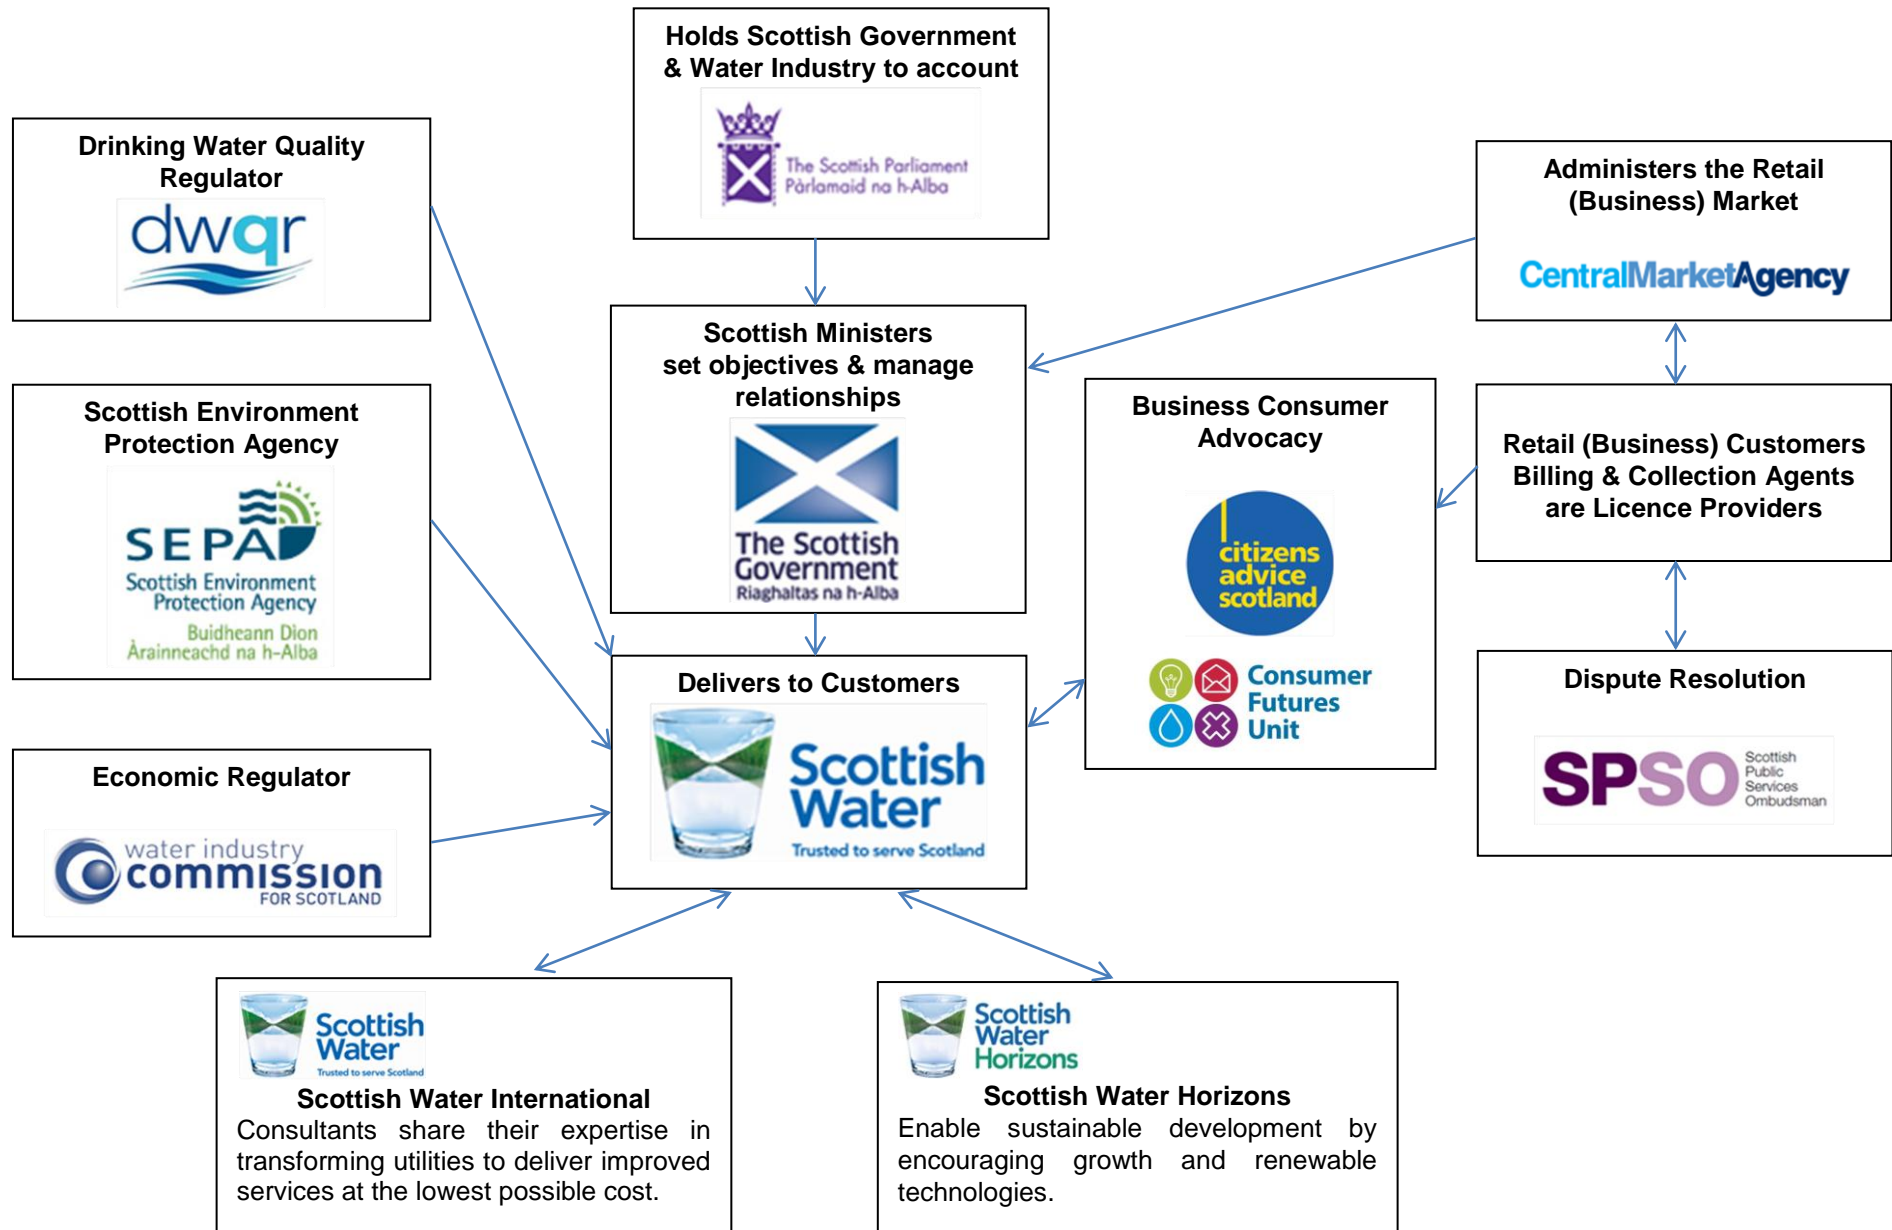 Holds Scottish Government
& Water Industry to account
The Scottish Parliament
Pàrlamaid na h-Alba
Drinking Water Quality
Regulator
dwqr
Administers the Retail
(Business) Market
CentralMarketAgency
Scottish Ministers
set objectives & manage
relationships
The Scottish
Government
Riaghaltas na h-Alba
Scottish Environment
Protection Agency
SEPA
Scottish Environment
Protection Agency
Buidheann Dìon
Àrainneachd na h-Alba
Business Consumer
Advocacy
citizens
advice
scotland
Consumer
Futures
Unit
Retail (Business) Customers
Billing & Collection Agents
are Licence Providers
Delivers to Customers
Scottish
Water
Trusted to serve Scotland
Dispute Resolution
SPSO
Scottish
Public
Services
Ombudsman
Economic Regulator
water industry
commission
FOR SCOTLAND
Scottish
Water
Trusted to serve Scotland
Scottish Water International
Consultants share their expertise in
transforming utilities to deliver improved
services at the lowest possible cost.
Scottish
Water
Horizons
Scottish Water Horizons
Enable sustainable development by
encouraging growth and renewable
technologies.